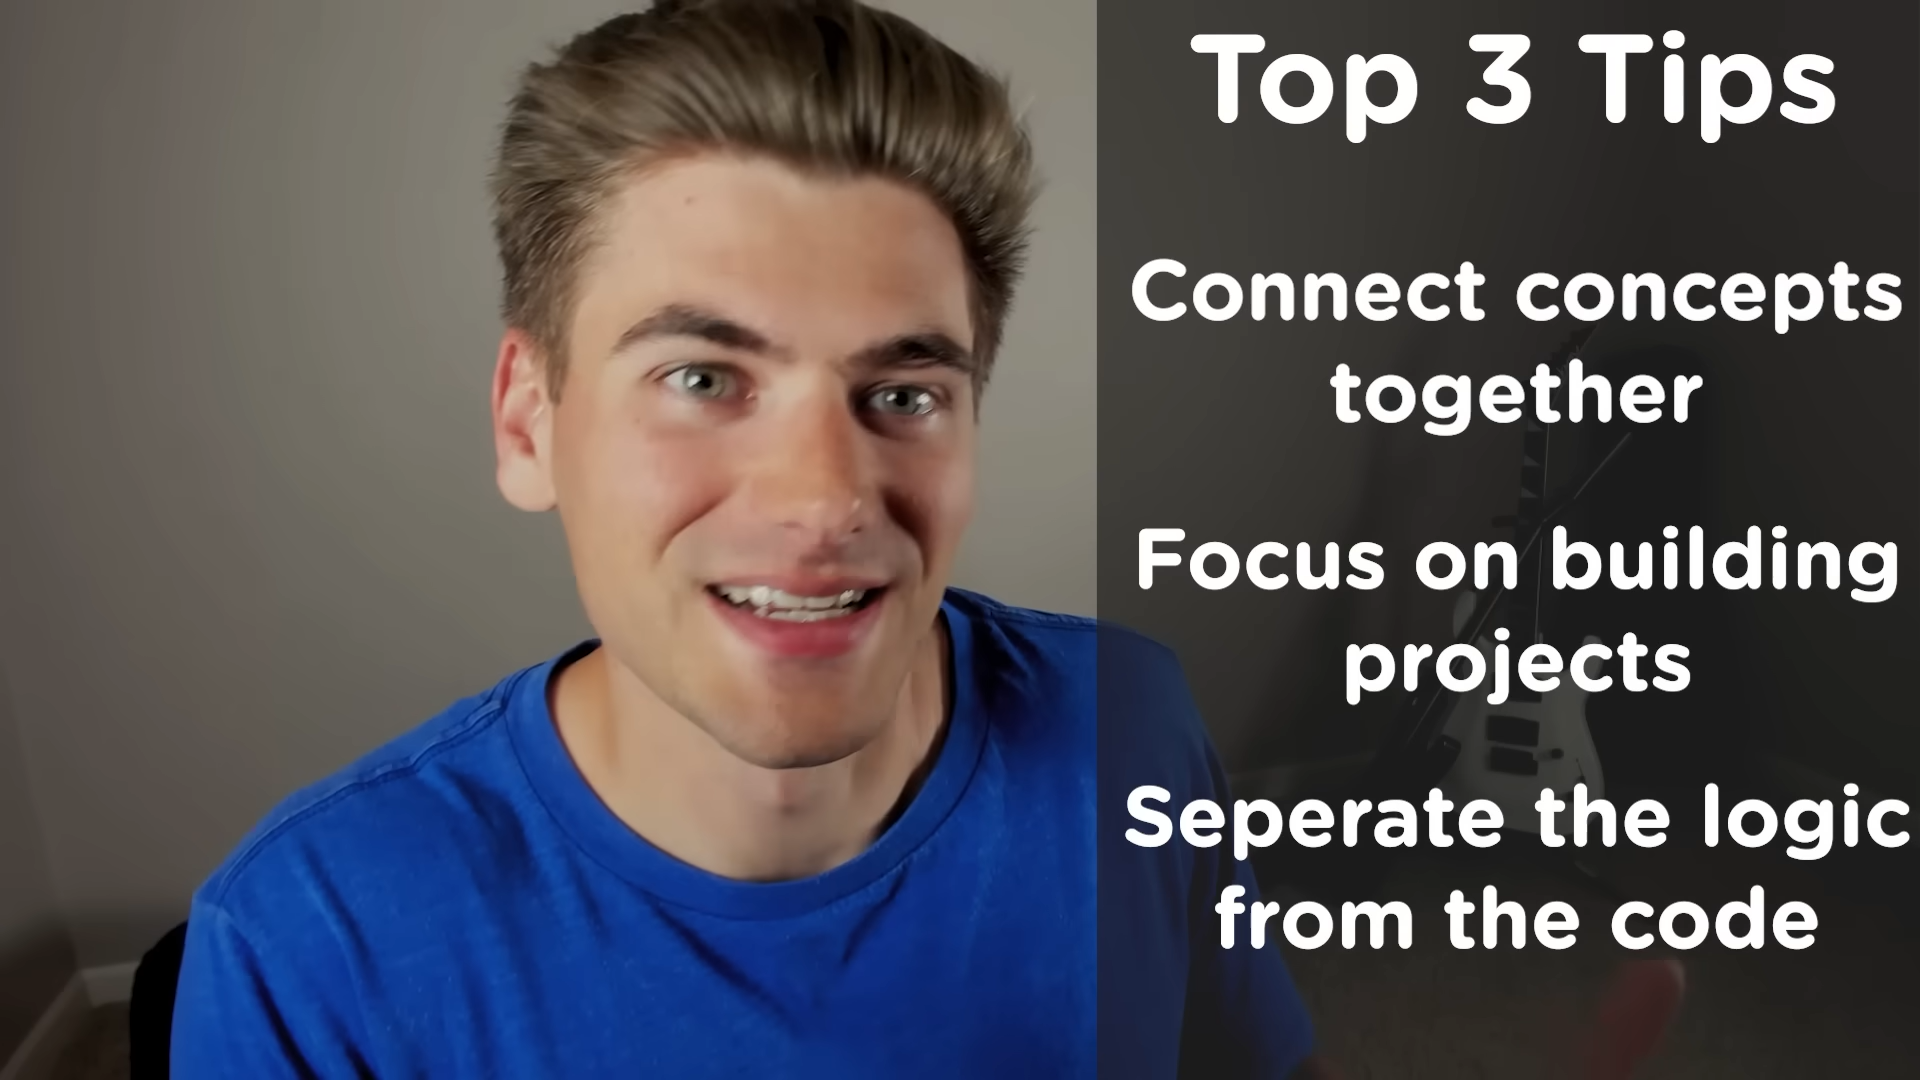 Top 3 Tips
Connect concepts
together
Focus on building
projects
Seperate the logic
from the code